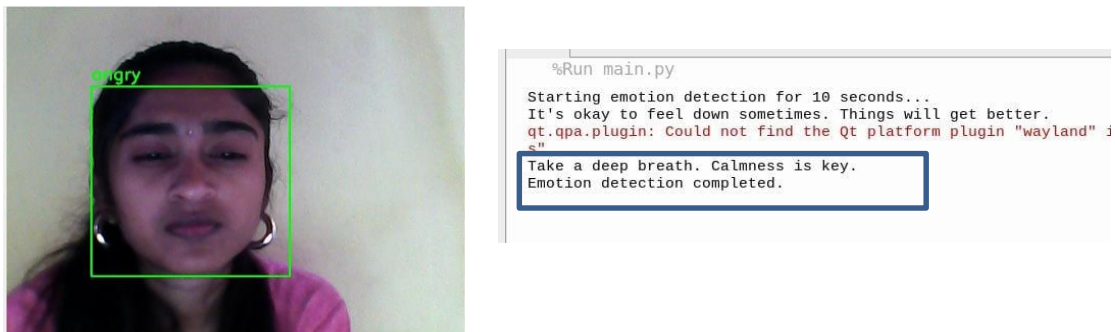 angry
%Run main.py
Starting emotion detection for 10 seconds...
It's okay to feel down sometimes. Things will get better.
qt.qpa.plugin: Could not find the Qt platform plugin "wayland" i
s"
Take a deep breath. Calmness is key.
Emotion detection completed.